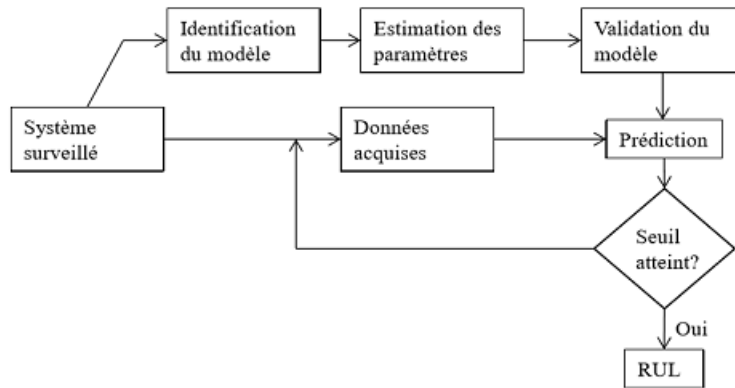 Identification
du modèle
Estimation des
paramètres
Validation du
modèle
Système
surveillé
Données
acquises
Prédiction
Seuil
atteint?
Oui
RUL